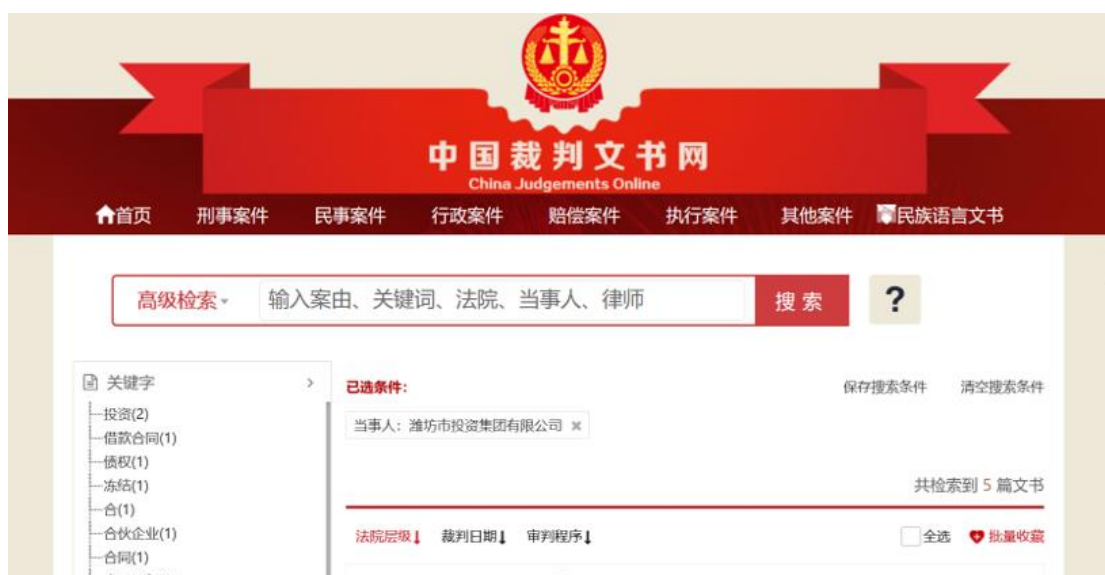 中国裁判文书网
China Judgements Online
首页 刑事案件 民事案件 行政案件 赔偿案件 执行案件 其他案件 民族语言文书
高级检索 输入案由、关键词、法院、当事人、律师 搜索 ?
关键字 >
已选条件: 保存搜索条件 清空搜索条件
投资(2)
当事人：潍坊市投资集团有限公司 ×
借款合同(1)
债权(1)
冻结(1)
共检索到 5 篇文书
合(1)
合伙企业(1)
法院层级↓ 裁判日期↓ 审判程序↓ 全选 批量收藏
合同(1)